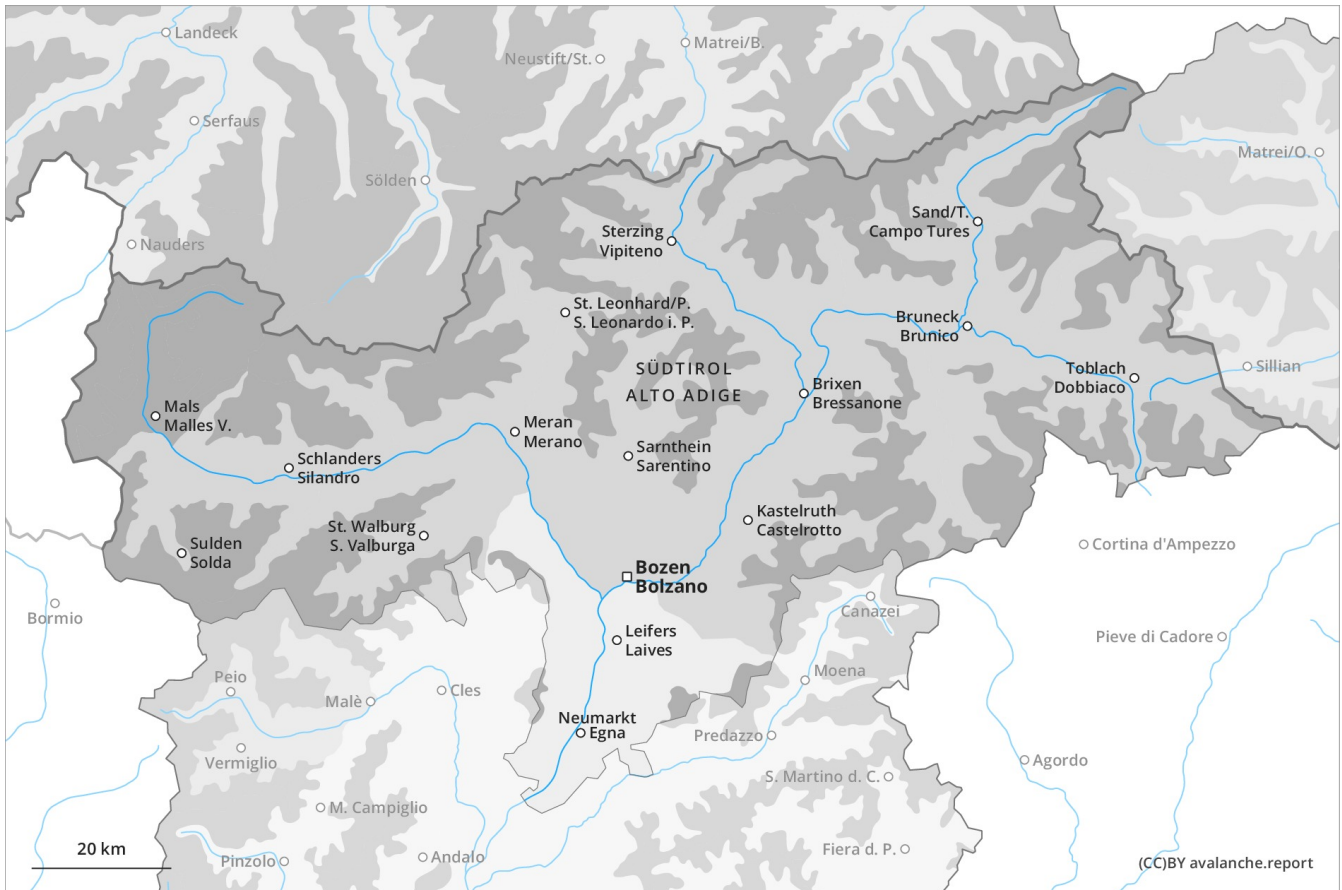 Landeck
Matrei/B.
Neustift/St.
Serfaus
Matrei/O.
Sölden
Sand/T.
Campo Tures
Sterzing
Vipiteno
Nauders
St. Leonhard/P.
S. Leonardo i. P.
Bruneck
Brunico
SÜDTIROL
ALTO ADIGE
Toblach
Dobbiaco
Sillian
Brixen
Bressanone
Mals
Malles V.
Meran
Merano
Sarnthein
Sarentino
Schlanders
Silandro
Kastelruth
Castelrotto
St. Walburg
S. Valburga
Sulden
Solda
Cortina d'Ampezzo
Bozen
Bolzano
Bormio
Canazei
Leifers
Laives
Pieve di Cadore
Peio
Moena
Malè
Cles
Neumarkt
Egna
Predazzo
Vermiglio
Agordo
S. Martino d. C.
M. Campiglio
20 km
Pinzolo
Andalo
Fiera d. P.
(CC)BY avalanche.report